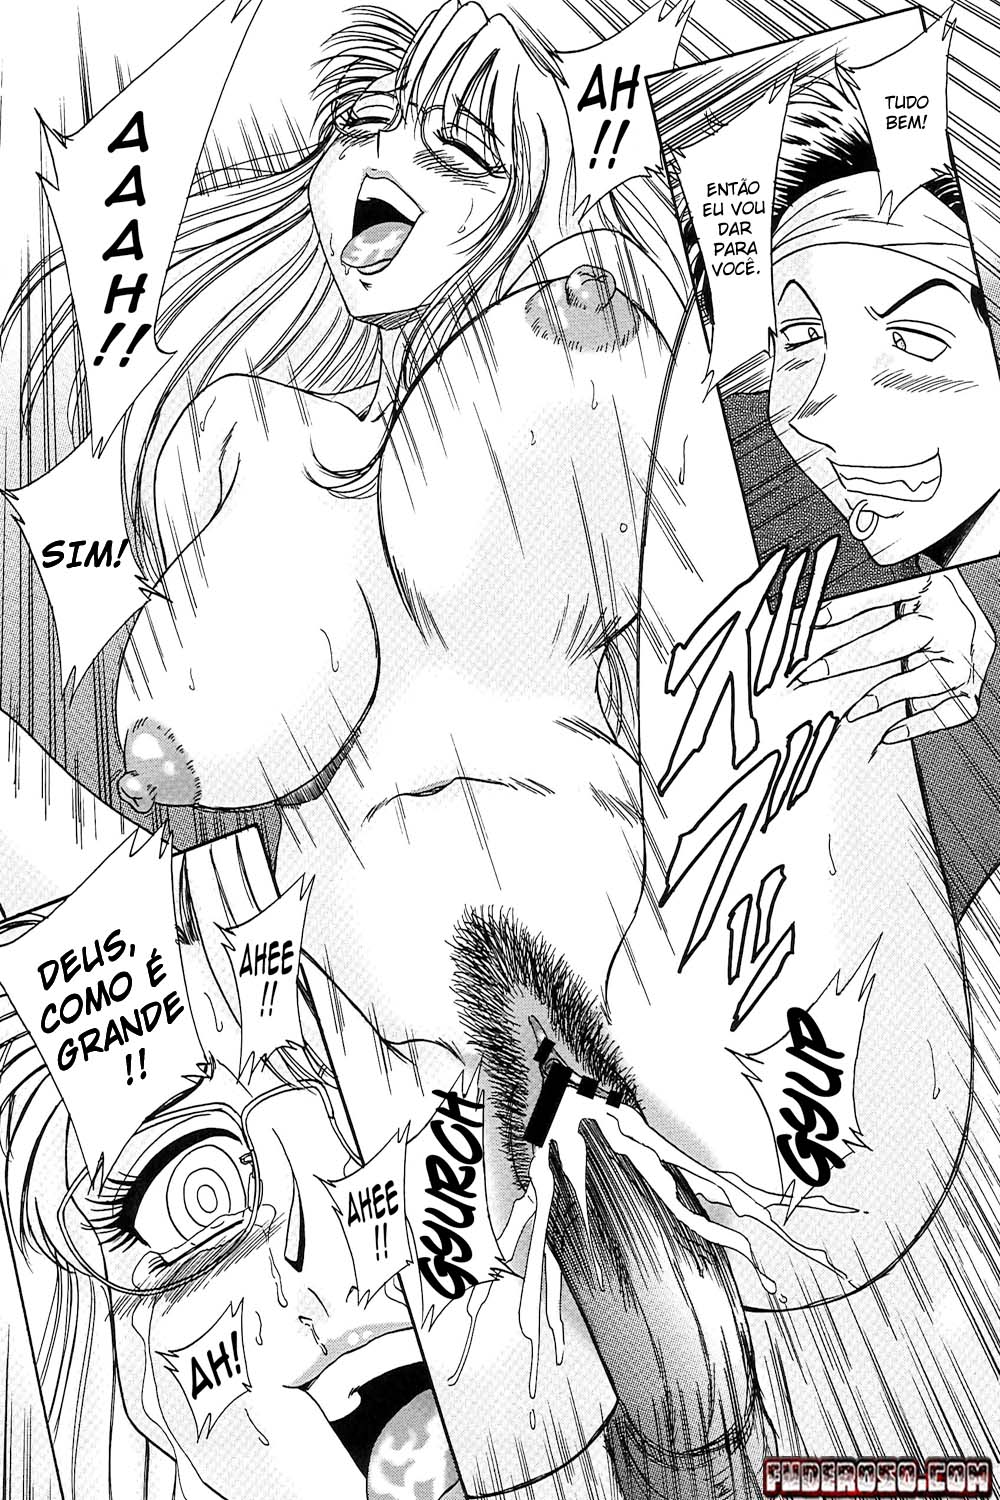 TUDO
BEM!
ENTÃO
EU VOU
DAR
PARA
VOCÊ.
AH!!
AAAAH!!
SIM!
DEUS,
COMO É
GRANDE
!!
AHEE
!!
AHEE
!!
AH!
GYURCH
GYUP
FUDEROSO.COM